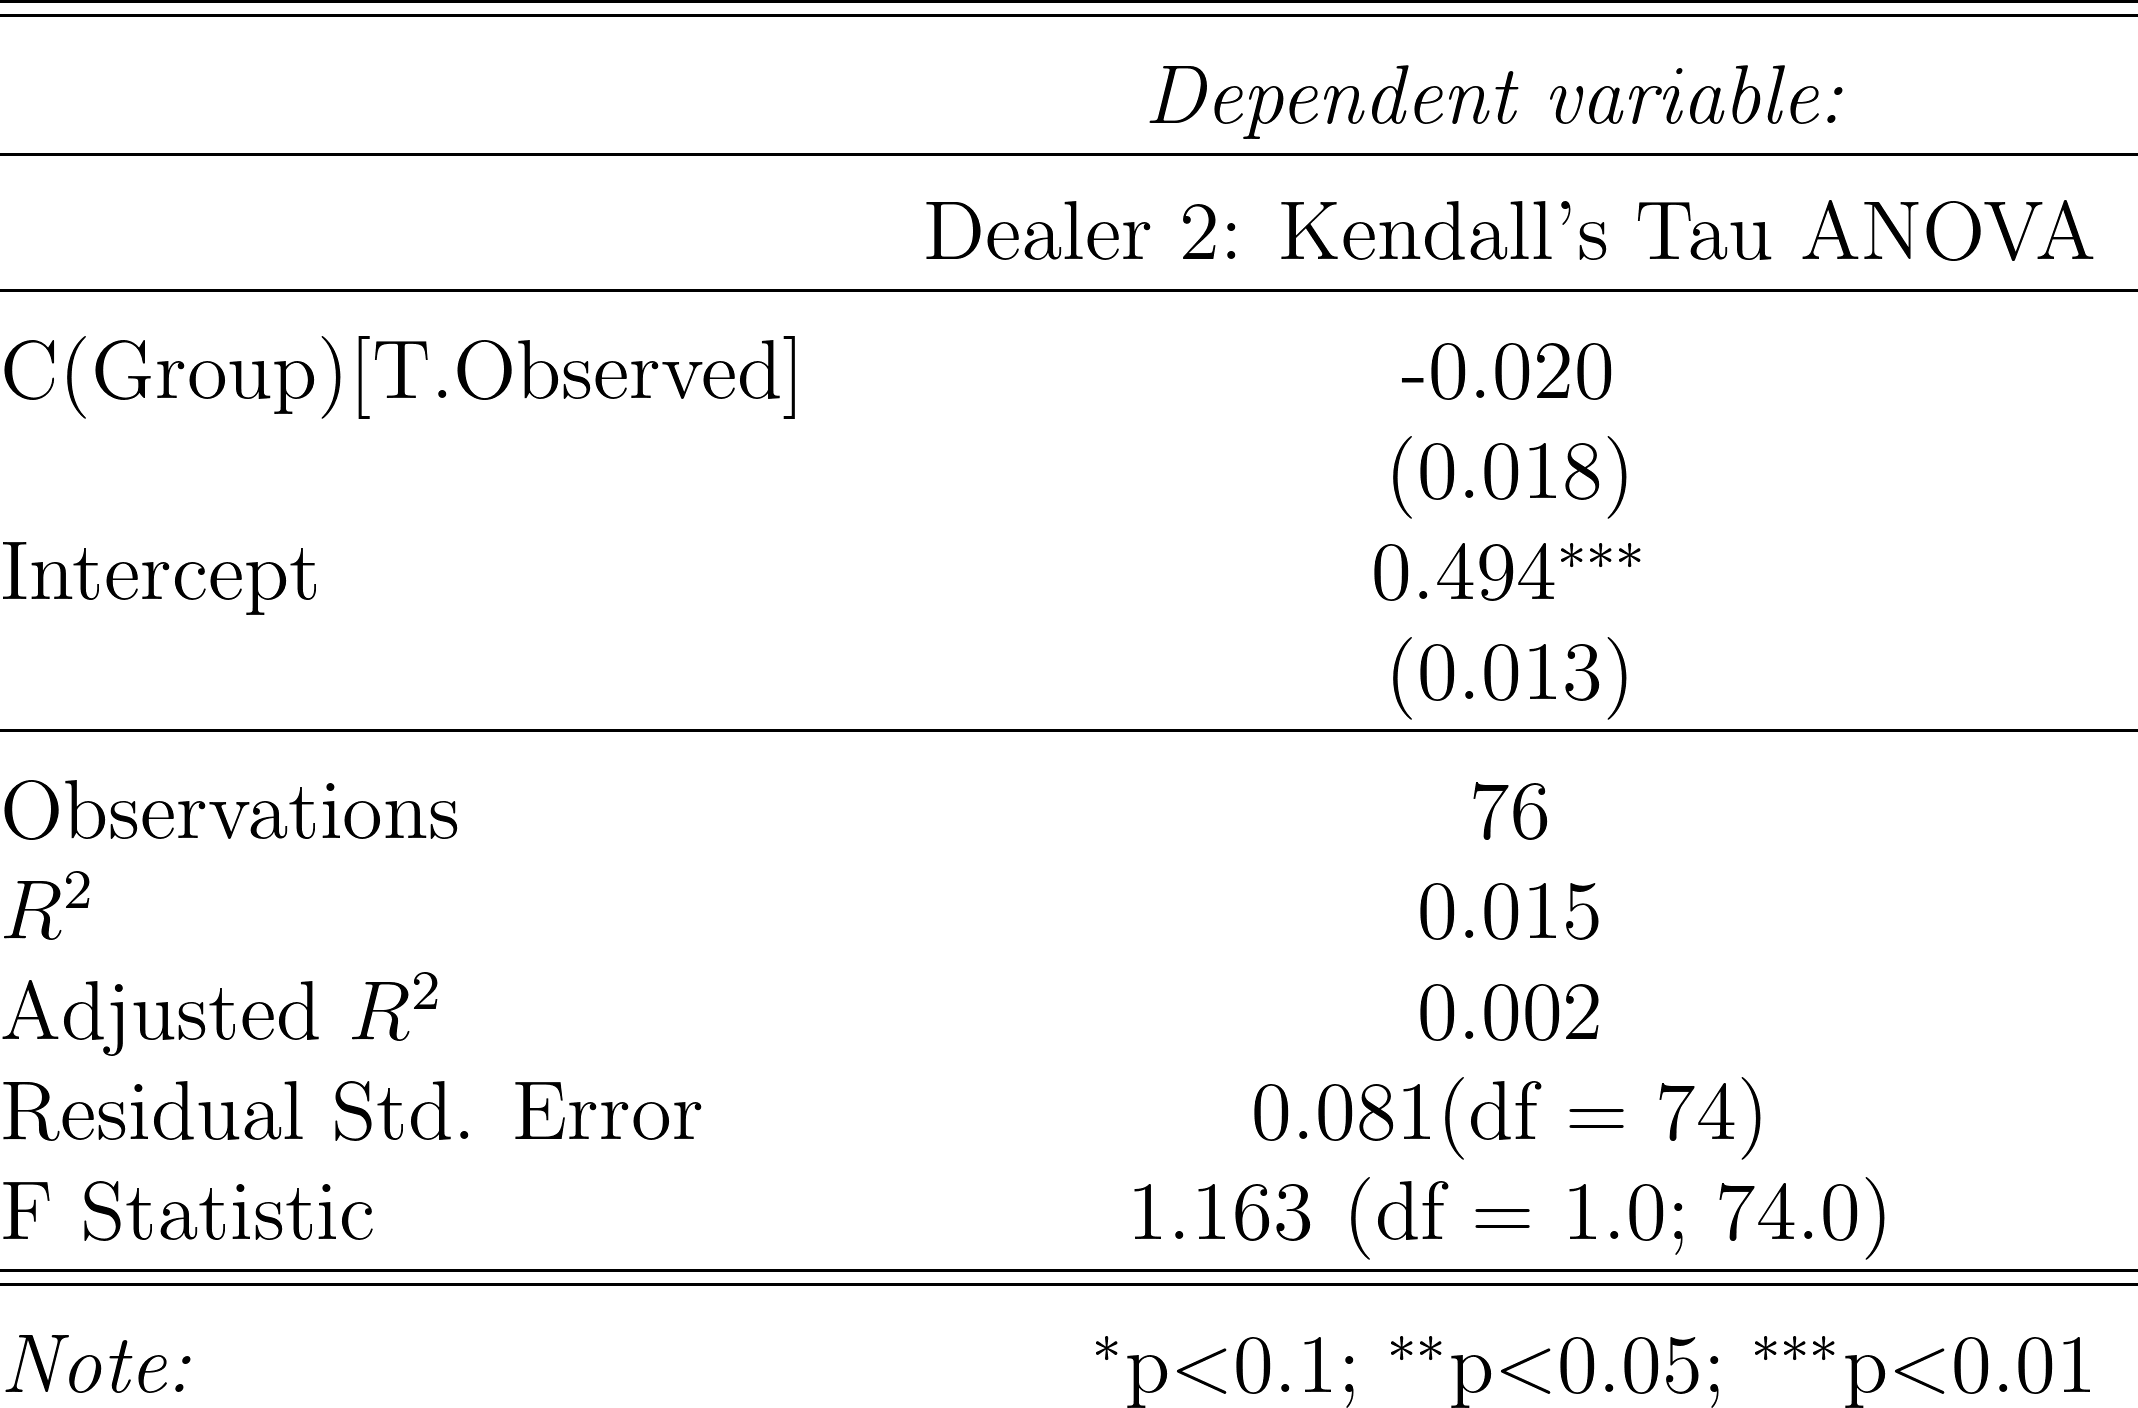 Dependent variable:
Dealer 2: Kendall's Tau ANOVA
C(Group)[T.Observed] -0.020
(0.018)
Intercept 0.494***
(0.013)
Observations 76
R² 0.015
Adjusted R² 0.002
Residual Std. Error 0.081(df = 74)
F Statistic 1.163 (df = 1.0; 74.0)
Note: *p<0.1; **p<0.05; ***p<0.01